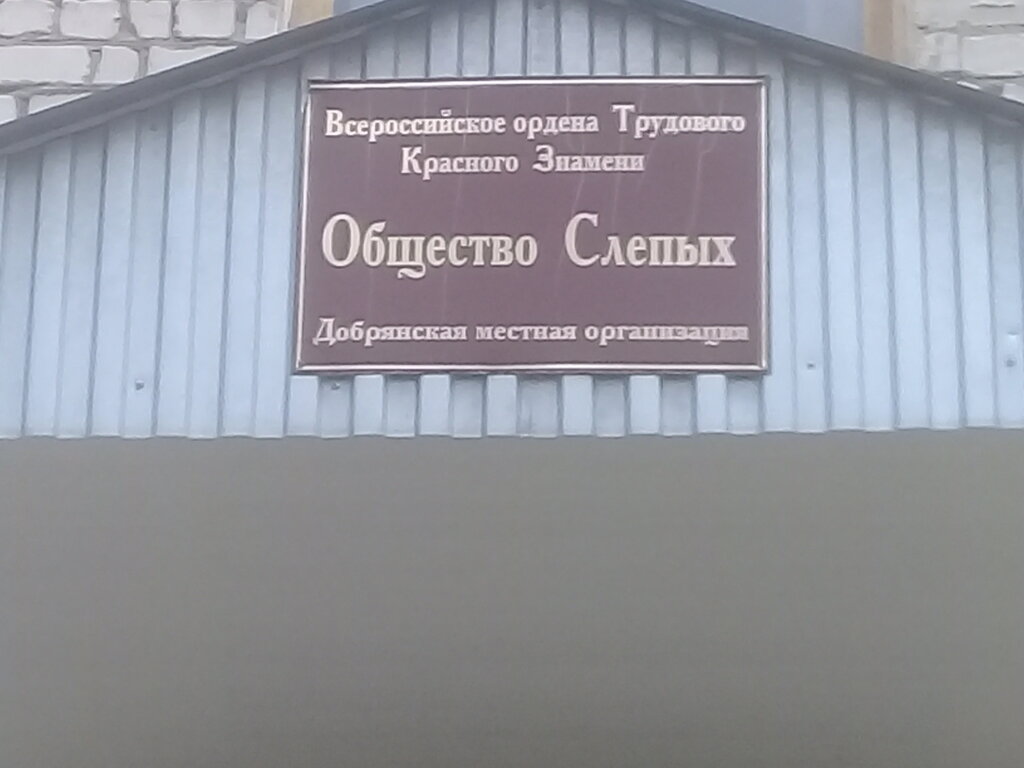 Всероссийское ордена Трудового
Красного Знамени
Общество Слепых
Добрянская местная организация